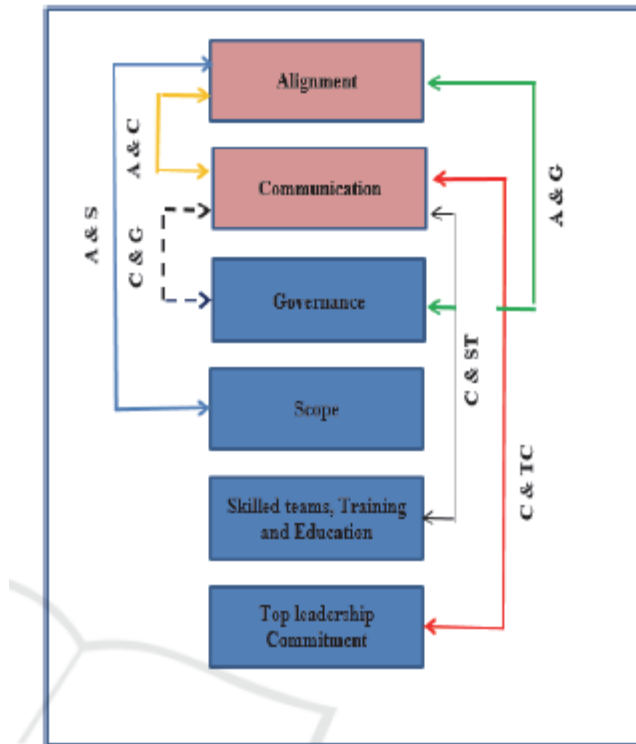 Alignment
A & C
Communication
A & S
C & G
A & G
Governance
C & ST
Scope
C & TC
Skilled teams, Training
and Education
Top leadership
Commitment